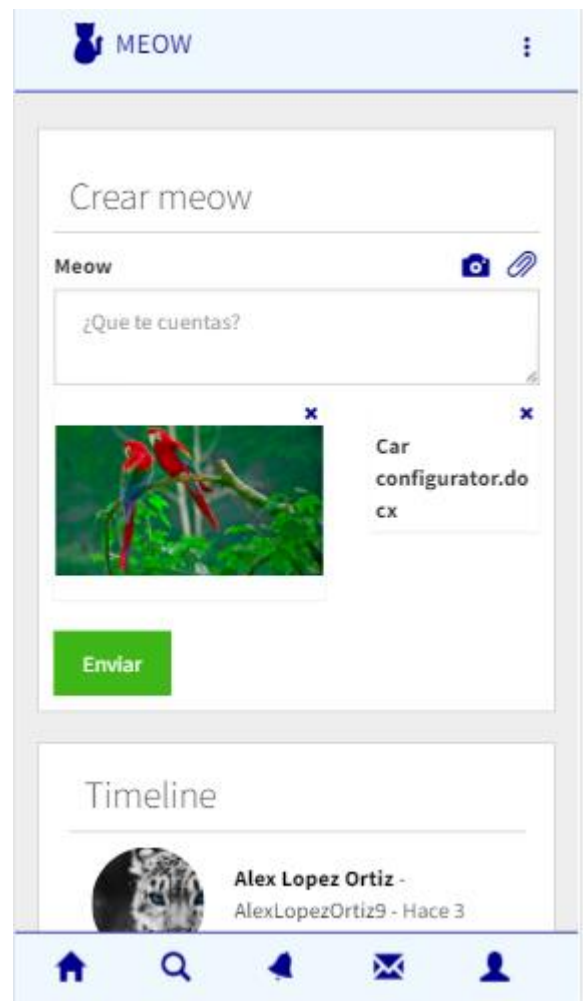 MEOW
Crear meow
Meow
¿Que te cuentas?
Car
configurator.do
cx
Enviar
Timeline
Alex Lopez Ortiz -
AlexLopezOrtiz9 - Hace 3